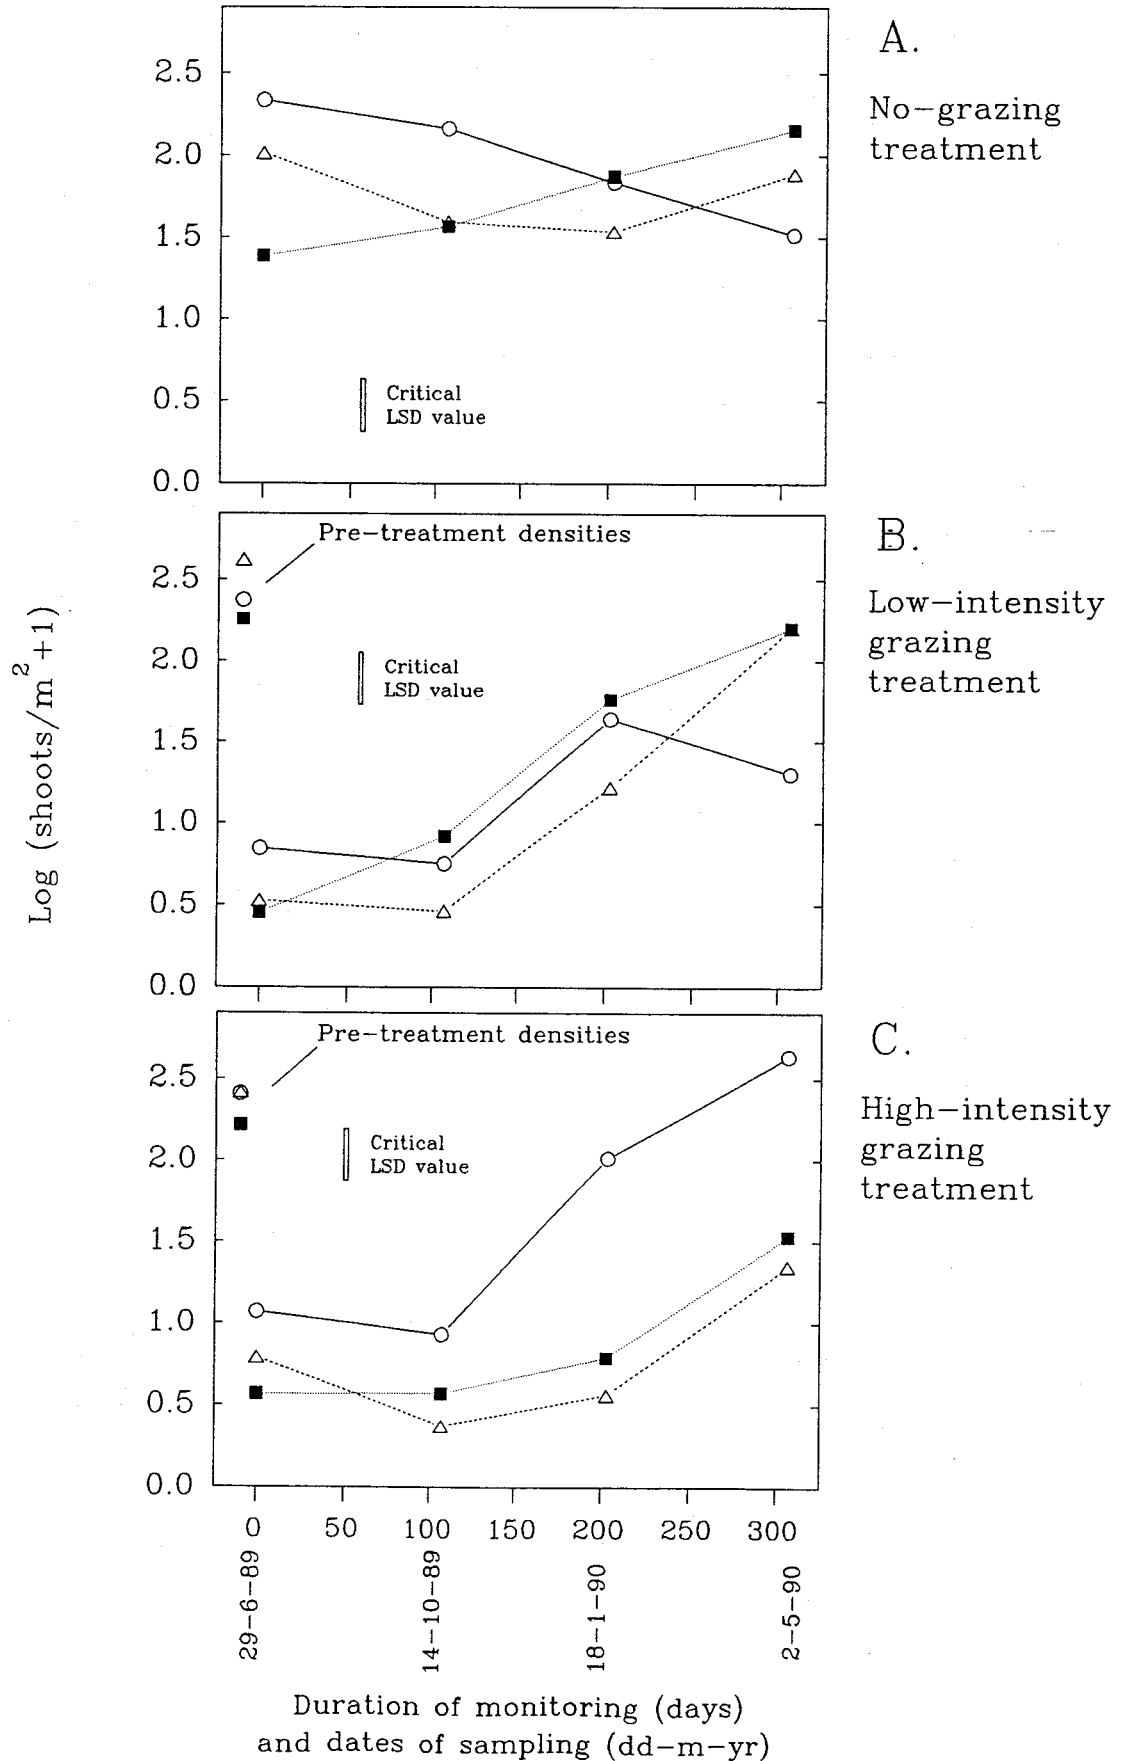 A.
No-grazing
treatment
2.5
2.0
1.5
1.0
0.5
0.0
Critical
LSD value
B.
Low-intensity
grazing
treatment
Pre-treatment densities
2.5
2.0
1.5
1.0
0.5
0.0
Critical
LSD value
Log (shoots/m²+1)
C.
High-intensity
grazing
treatment
Pre-treatment densities
2.5
2.0
1.5
1.0
0.5
0.0
Critical
LSD value
0 50 100 150 200 250 300
29-6-89
14-10-89
18-1-90
2-5-90
Duration of monitoring (days)
and dates of sampling (dd-m-yr)